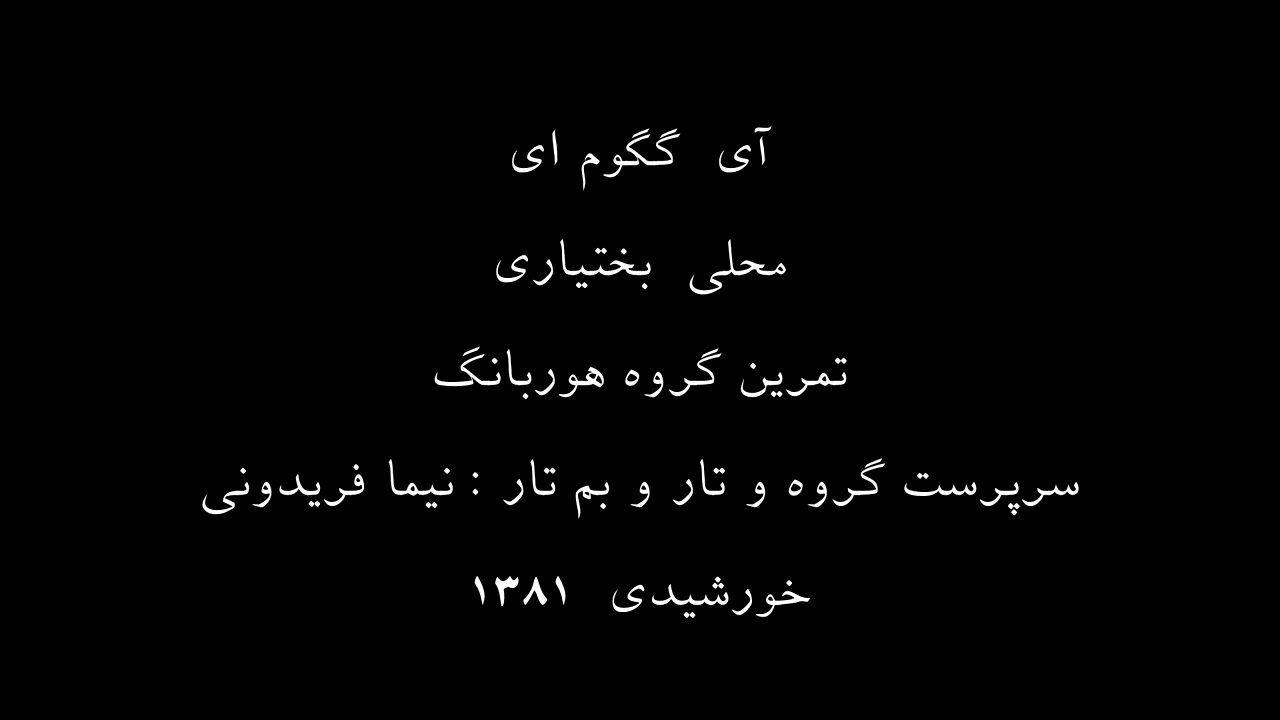 آی گگوم ای
محلی بختیاری
تمرین گروه هوربانگ
سرپرست گروه و تار و بم تار : نیما فریدونی
خورشیدی ۱۳۸۱